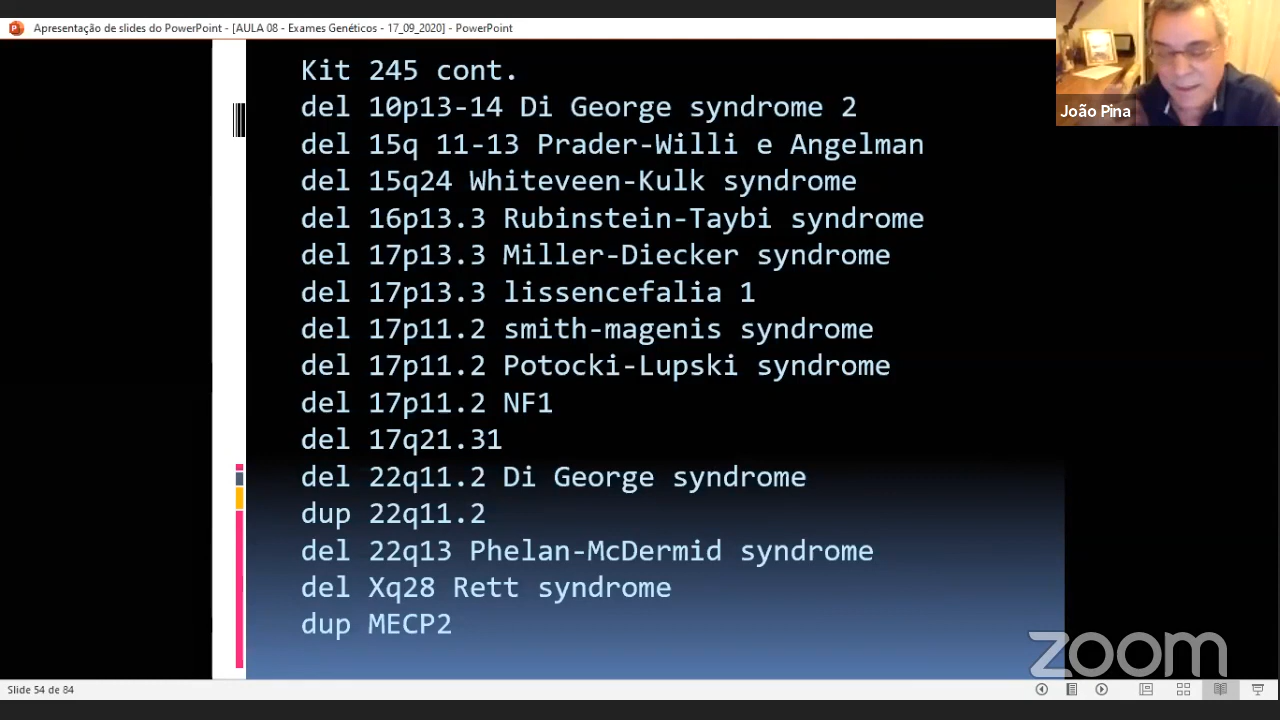 Apresentação de slides do PowerPoint - [AULA 08 - Exames Genéticos - 17_09_2020] - PowerPoint
João Pina
Kit 245 cont.
del 10p13-14 Di George syndrome 2
del 15q 11-13 Prader-Willi e Angelman
del 15q24 Whiteveen-Kulk syndrome
del 16p13.3 Rubinstein-Taybi syndrome
del 17p13.3 Miller-Diecker syndrome
del 17p13.3 lissencefalia 1
del 17p11.2 smith-magenis syndrome
del 17p11.2 Potocki-Lupski syndrome
del 17p11.2 NF1
del 17q21.31
del 22q11.2 Di George syndrome
dup 22q11.2
del 22q13 Phelan-McDermid syndrome
del Xq28 Rett syndrome
dup MECP2
zoom
Slide 54 de 84